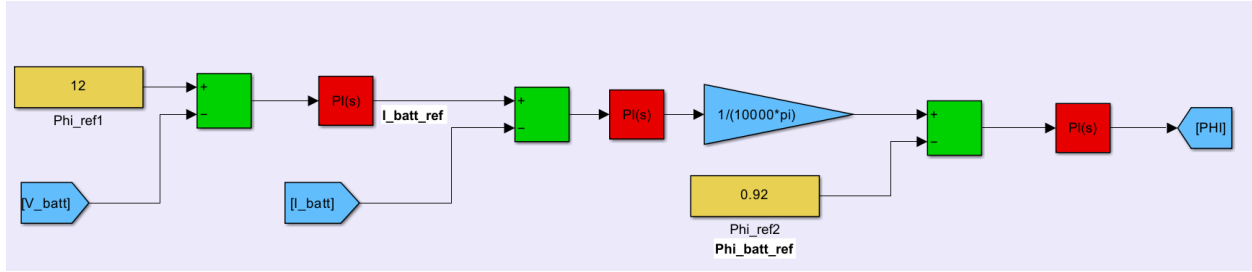 12
Phi_ref1
+
−
PI(s)
I_batt_ref
+
−
PI(s)
1/(10000*pi)
+
−
PI(s)
[PHI]
[V_batt]
[I_batt]
0.92
Phi_ref2
Phi_batt_ref